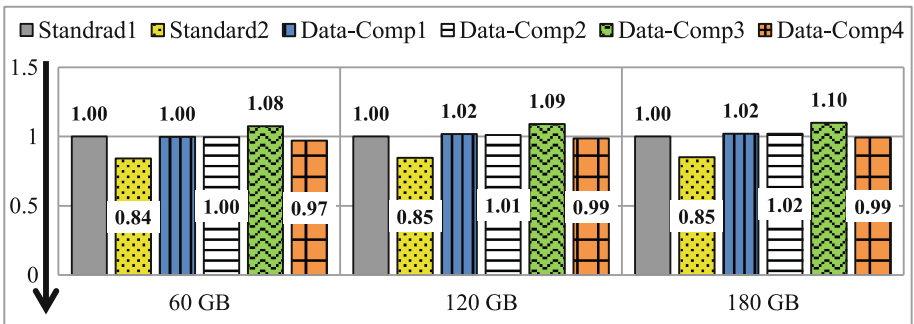 Standrad1 Standard2 Data-Comp1 Data-Comp2 Data-Comp3 Data-Comp4
1.5
1.00 1.00 1.08 1.00 1.02 1.09 1.00 1.02 1.10
1
0.84 1.00 0.97 0.85 1.01 0.99 0.85 1.02 0.99
0.5
0
60 GB 120 GB 180 GB